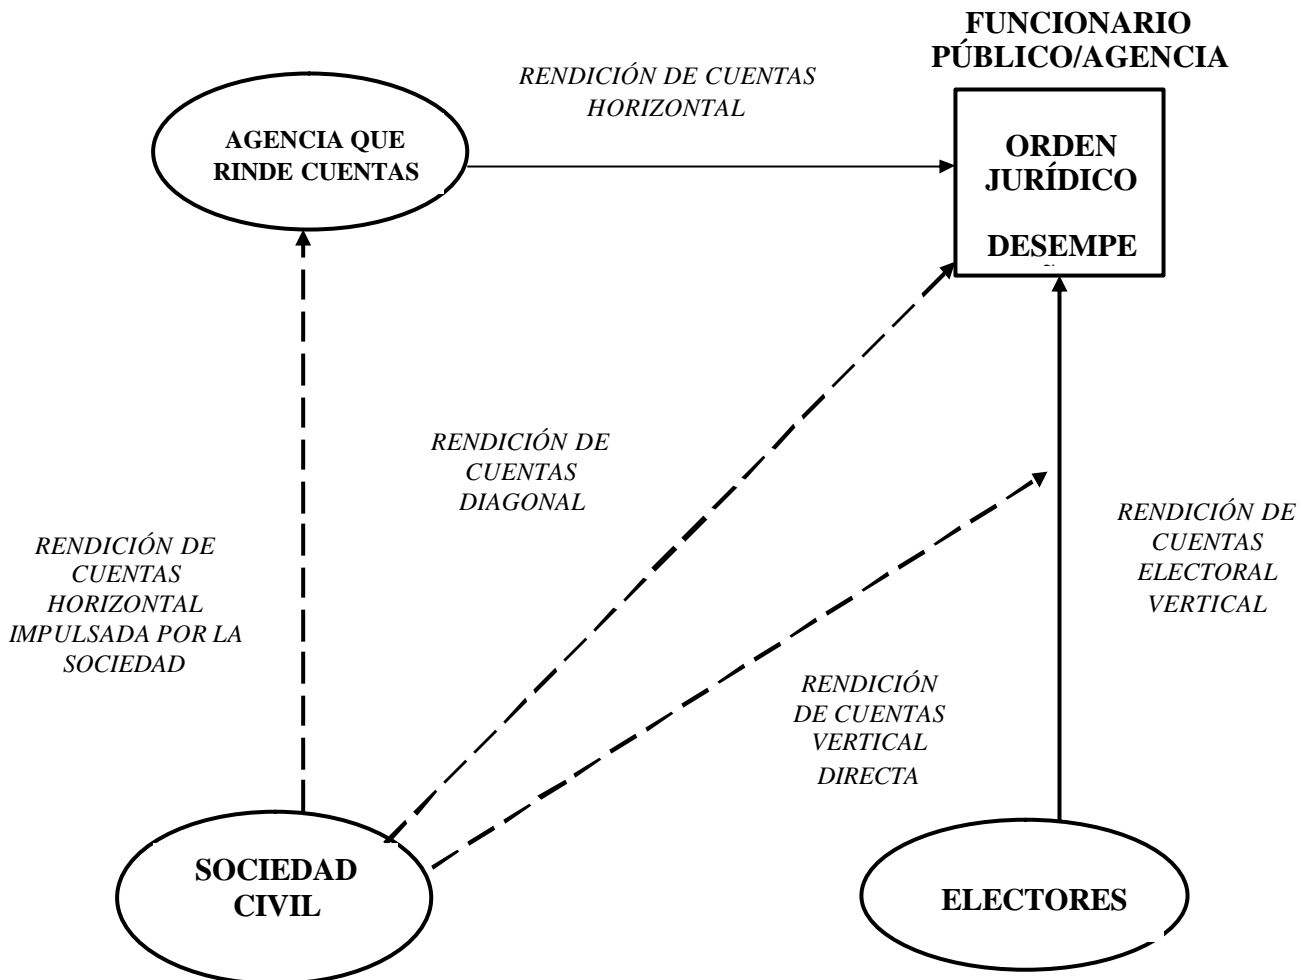 FUNCIONARIO
PÚBLICO/AGENCIA
RENDICIÓN DE CUENTAS
HORIZONTAL
AGENCIA QUE
RINDE CUENTAS
ORDEN
JURÍDICO
DESEMPE
RENDICIÓN DE
CUENTAS
DIAGONAL
RENDICIÓN DE
CUENTAS
ELECTORAL
VERTICAL
RENDICIÓN DE
CUENTAS
HORIZONTAL
IMPULSADA POR LA
SOCIEDAD
RENDICIÓN
DE CUENTAS
VERTICAL
DIRECTA
SOCIEDAD
CIVIL
ELECTORES